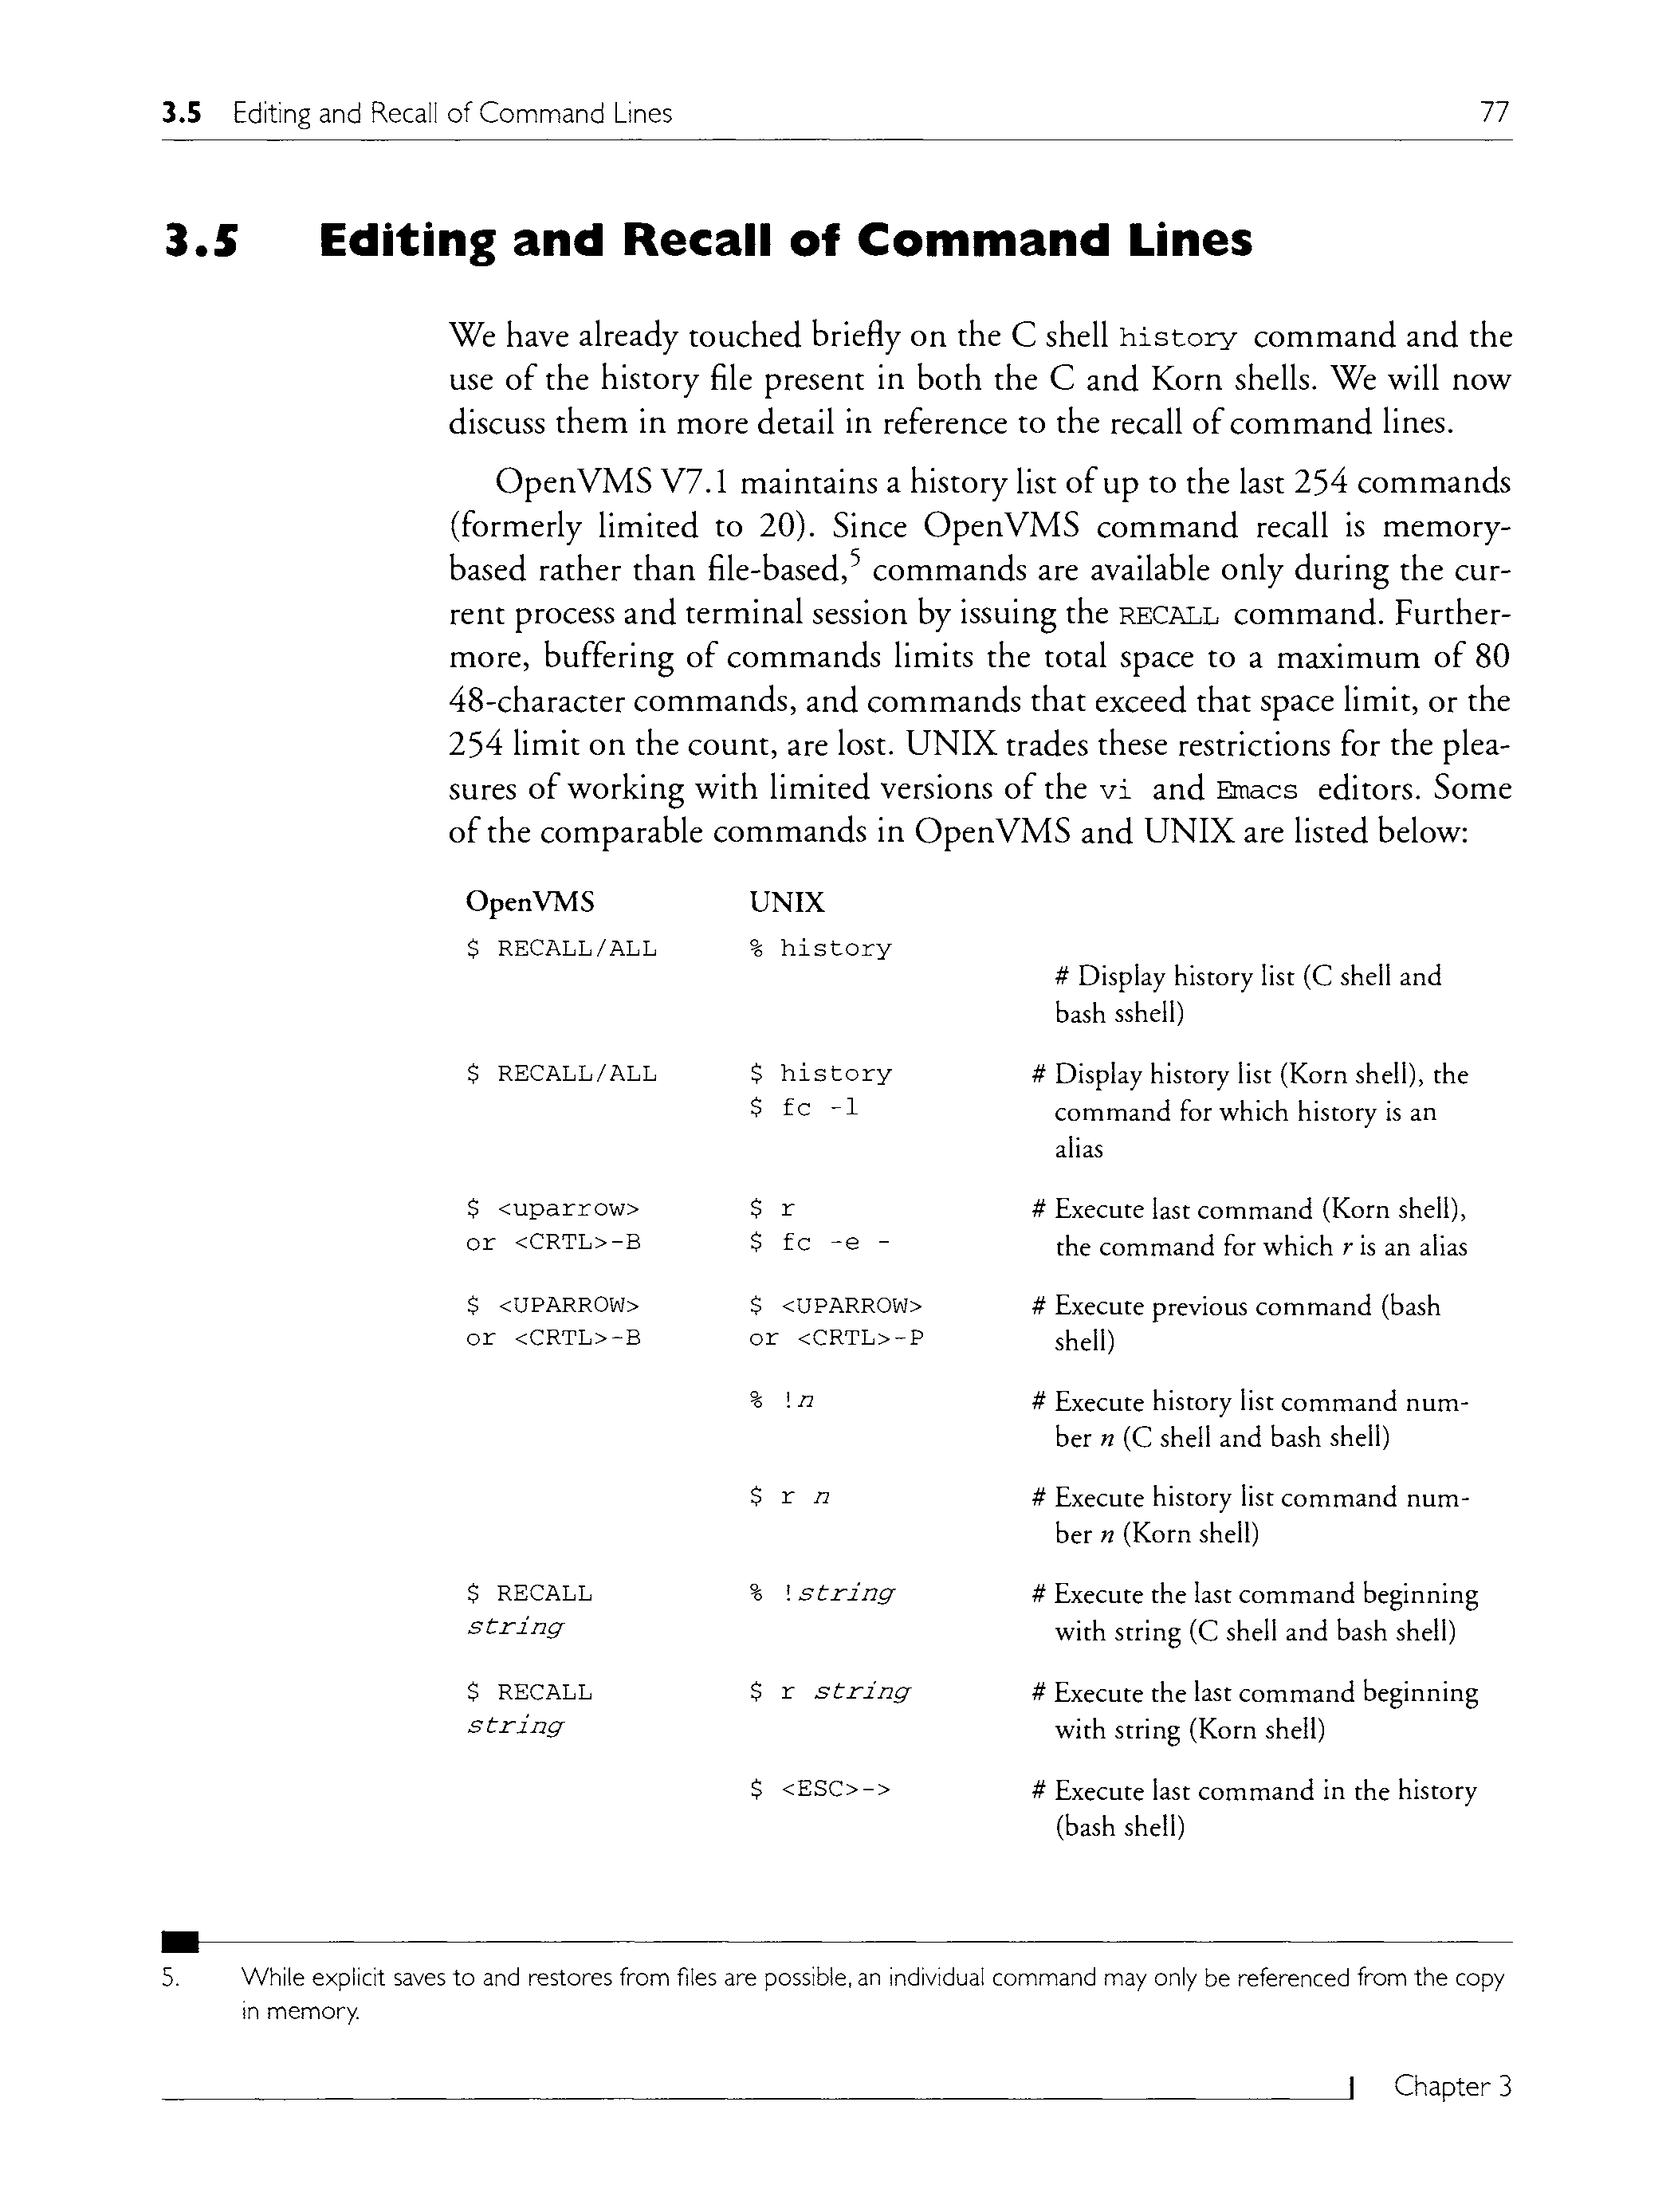 3.5 Editing and Recall of Command Lines 77
3.5 Editing and Recall of Command Lines
We have already touched briefly on the C shell history command and the
use of the history file present in both the C and Korn shells. We will now
discuss them in more detail in reference to the recall of command lines.
OpenVMS V7.1 maintains a history list of up to the last 254 commands
(formerly limited to 20). Since OpenVMS command recall is memory-
based rather than file-based,5 commands are available only during the cur-
rent process and terminal session by issuing the RECALL command. Further-
more, buffering of commands limits the total space to a maximum of 80
48-character commands, and commands that exceed that space limit, or the
254 limit on the count, are lost. UNIX trades these restrictions for the plea-
sures of working with limited versions of the vi and Emacs editors. Some
of the comparable commands in OpenVMS and UNIX are listed below:
OpenVMS UNIX
$ RECALL/ALL % history
# Display history list (C shell and
bash sshell)
$ RECALL/ALL $ history # Display history list (Korn shell), the
$ fc -l command for which history is an
alias
$ <uparrow> $ r # Execute last command (Korn shell),
or <CRTL>-B $ fc -e - the command for which r is an alias
$ <UPARROW> $ <UPARROW> # Execute previous command (bash
or <CRTL>-B or <CRTL>-P shell)
% !n # Execute history list command num-
ber n (C shell and bash shell)
$ r n # Execute history list command num-
ber n (Korn shell)
$ RECALL % !string # Execute the last command beginning
string with string (C shell and bash shell)
$ RECALL $ r string # Execute the last command beginning
string with string (Korn shell)
$ <ESC>-> # Execute last command in the history
(bash shell)
5. While explicit saves to and restores from files are possible, an individual command may only be referenced from the copy
in memory.
Chapter 3